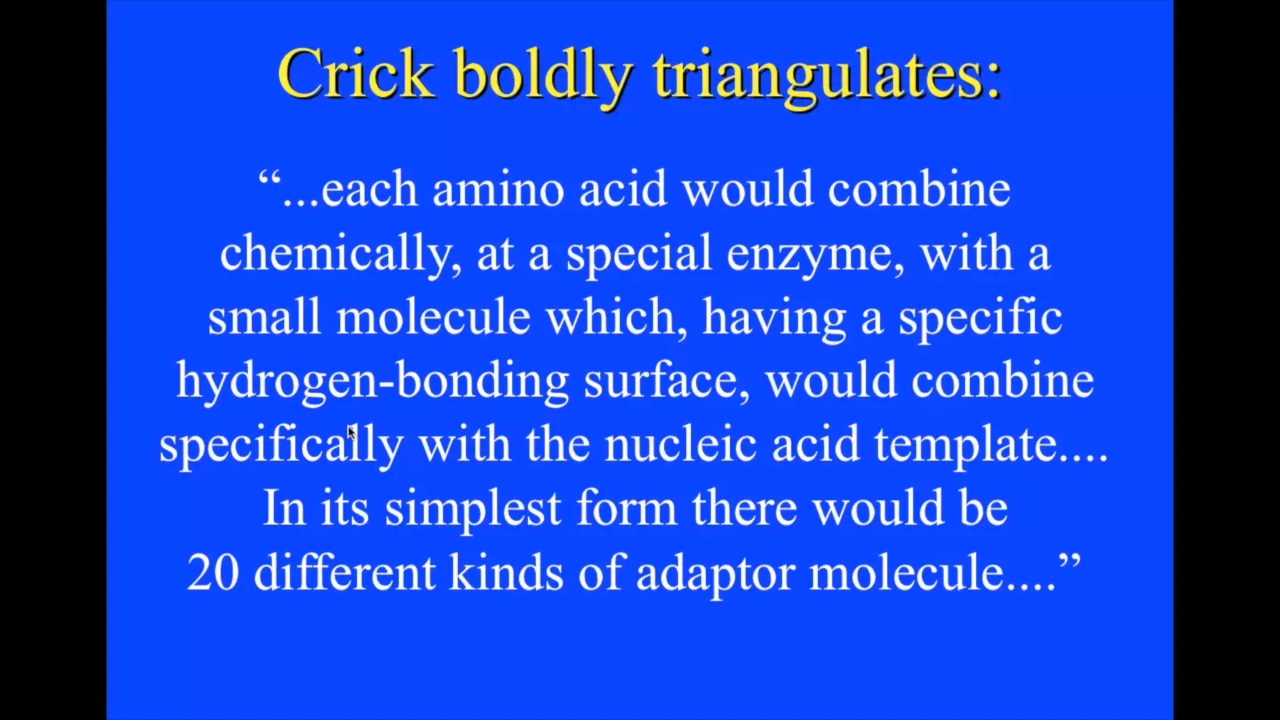 Crick boldly triangulates:
“...each amino acid would combine
chemically, at a special enzyme, with a
small molecule which, having a specific
hydrogen-bonding surface, would combine
specifically with the nucleic acid template....
In its simplest form there would be
20 different kinds of adaptor molecule....”